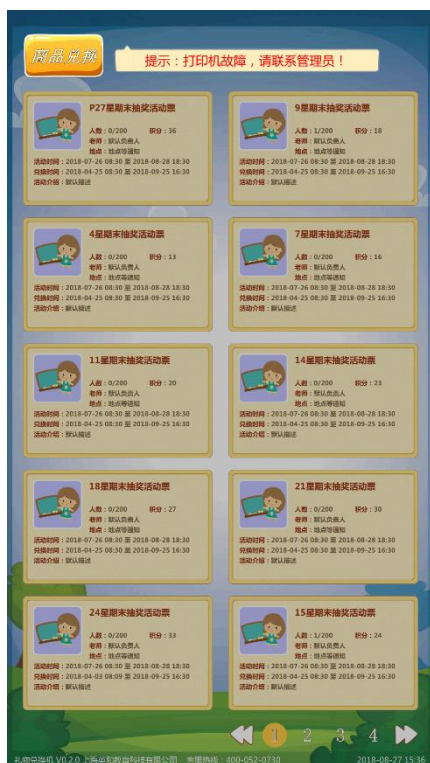 商品兑换
提示：打印机故障，请联系管理员！
P27星期末抽奖活动票
人数：0/200 积分：36
老师：默认负责人
地点：地点等通知
活动时间：2018-07-26 08:30 至 2018-08-28 18:30
兑换时间：2018-04-25 08:30 至 2018-09-25 16:30
活动介绍：默认描述
9星期末抽奖活动票
人数：1/200 积分：18
老师：默认负责人
地点：地点等通知
活动时间：2018-07-26 08:30 至 2018-08-28 18:30
兑换时间：2018-04-25 08:30 至 2018-09-25 16:30
活动介绍：默认描述
4星期末抽奖活动票
人数：0/200 积分：13
老师：默认负责人
地点：地点等通知
活动时间：2018-07-26 08:30 至 2018-08-28 18:30
兑换时间：2018-04-25 08:30 至 2018-09-25 16:30
活动介绍：默认描述
7星期末抽奖活动票
人数：0/200 积分：16
老师：默认负责人
地点：地点等通知
活动时间：2018-07-26 08:30 至 2018-08-28 18:30
兑换时间：2018-04-25 08:30 至 2018-09-25 16:30
活动介绍：默认描述
11星期末抽奖活动票
人数：0/200 积分：20
老师：默认负责人
地点：地点等通知
活动时间：2018-07-26 08:30 至 2018-08-28 18:30
兑换时间：2018-04-25 08:30 至 2018-09-25 16:30
活动介绍：默认描述
14星期末抽奖活动票
人数：0/200 积分：23
老师：默认负责人
地点：地点等通知
活动时间：2018-07-26 08:30 至 2018-08-28 18:30
兑换时间：2018-04-25 08:30 至 2018-09-25 16:30
活动介绍：默认描述
18星期末抽奖活动票
人数：0/200 积分：27
老师：默认负责人
地点：地点等通知
活动时间：2018-07-26 08:30 至 2018-08-28 18:30
兑换时间：2018-04-25 08:30 至 2018-09-25 16:30
活动介绍：默认描述
21星期末抽奖活动票
人数：0/200 积分：30
老师：默认负责人
地点：地点等通知
活动时间：2018-07-26 08:30 至 2018-08-28 18:30
兑换时间：2018-04-25 08:30 至 2018-09-25 16:30
活动介绍：默认描述
24星期末抽奖活动票
人数：0/200 积分：33
老师：默认负责人
地点：地点等通知
活动时间：2018-07-26 08:30 至 2018-08-28 18:30
兑换时间：2018-04-03 08:09 至 2018-09-25 16:30
活动介绍：默认描述
15星期末抽奖活动票
人数：1/200 积分：24
老师：默认负责人
地点：地点等通知
活动时间：2018-07-26 08:30 至 2018-08-28 18:30
兑换时间：2018-04-25 08:30 至 2018-09-25 16:30
活动介绍：默认描述
1 2 3 4
礼物兑换机 V0.2.0 上海 教育科技有限公司 客服热线：400-052-0730 2018-08-27 15:36